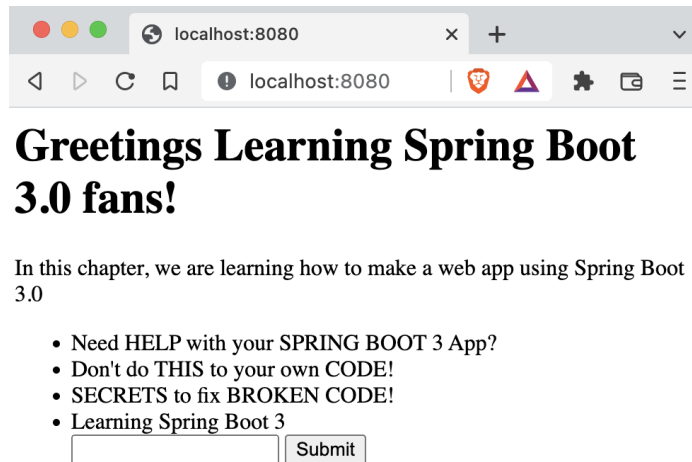 localhost:8080
localhost:8080
Greetings Learning Spring Boot
3.0 fans!
In this chapter, we are learning how to make a web app using Spring Boot
3.0
Need HELP with your SPRING BOOT 3 App?
Don't do THIS to your own CODE!
SECRETS to fix BROKEN CODE!
Learning Spring Boot 3
Submit